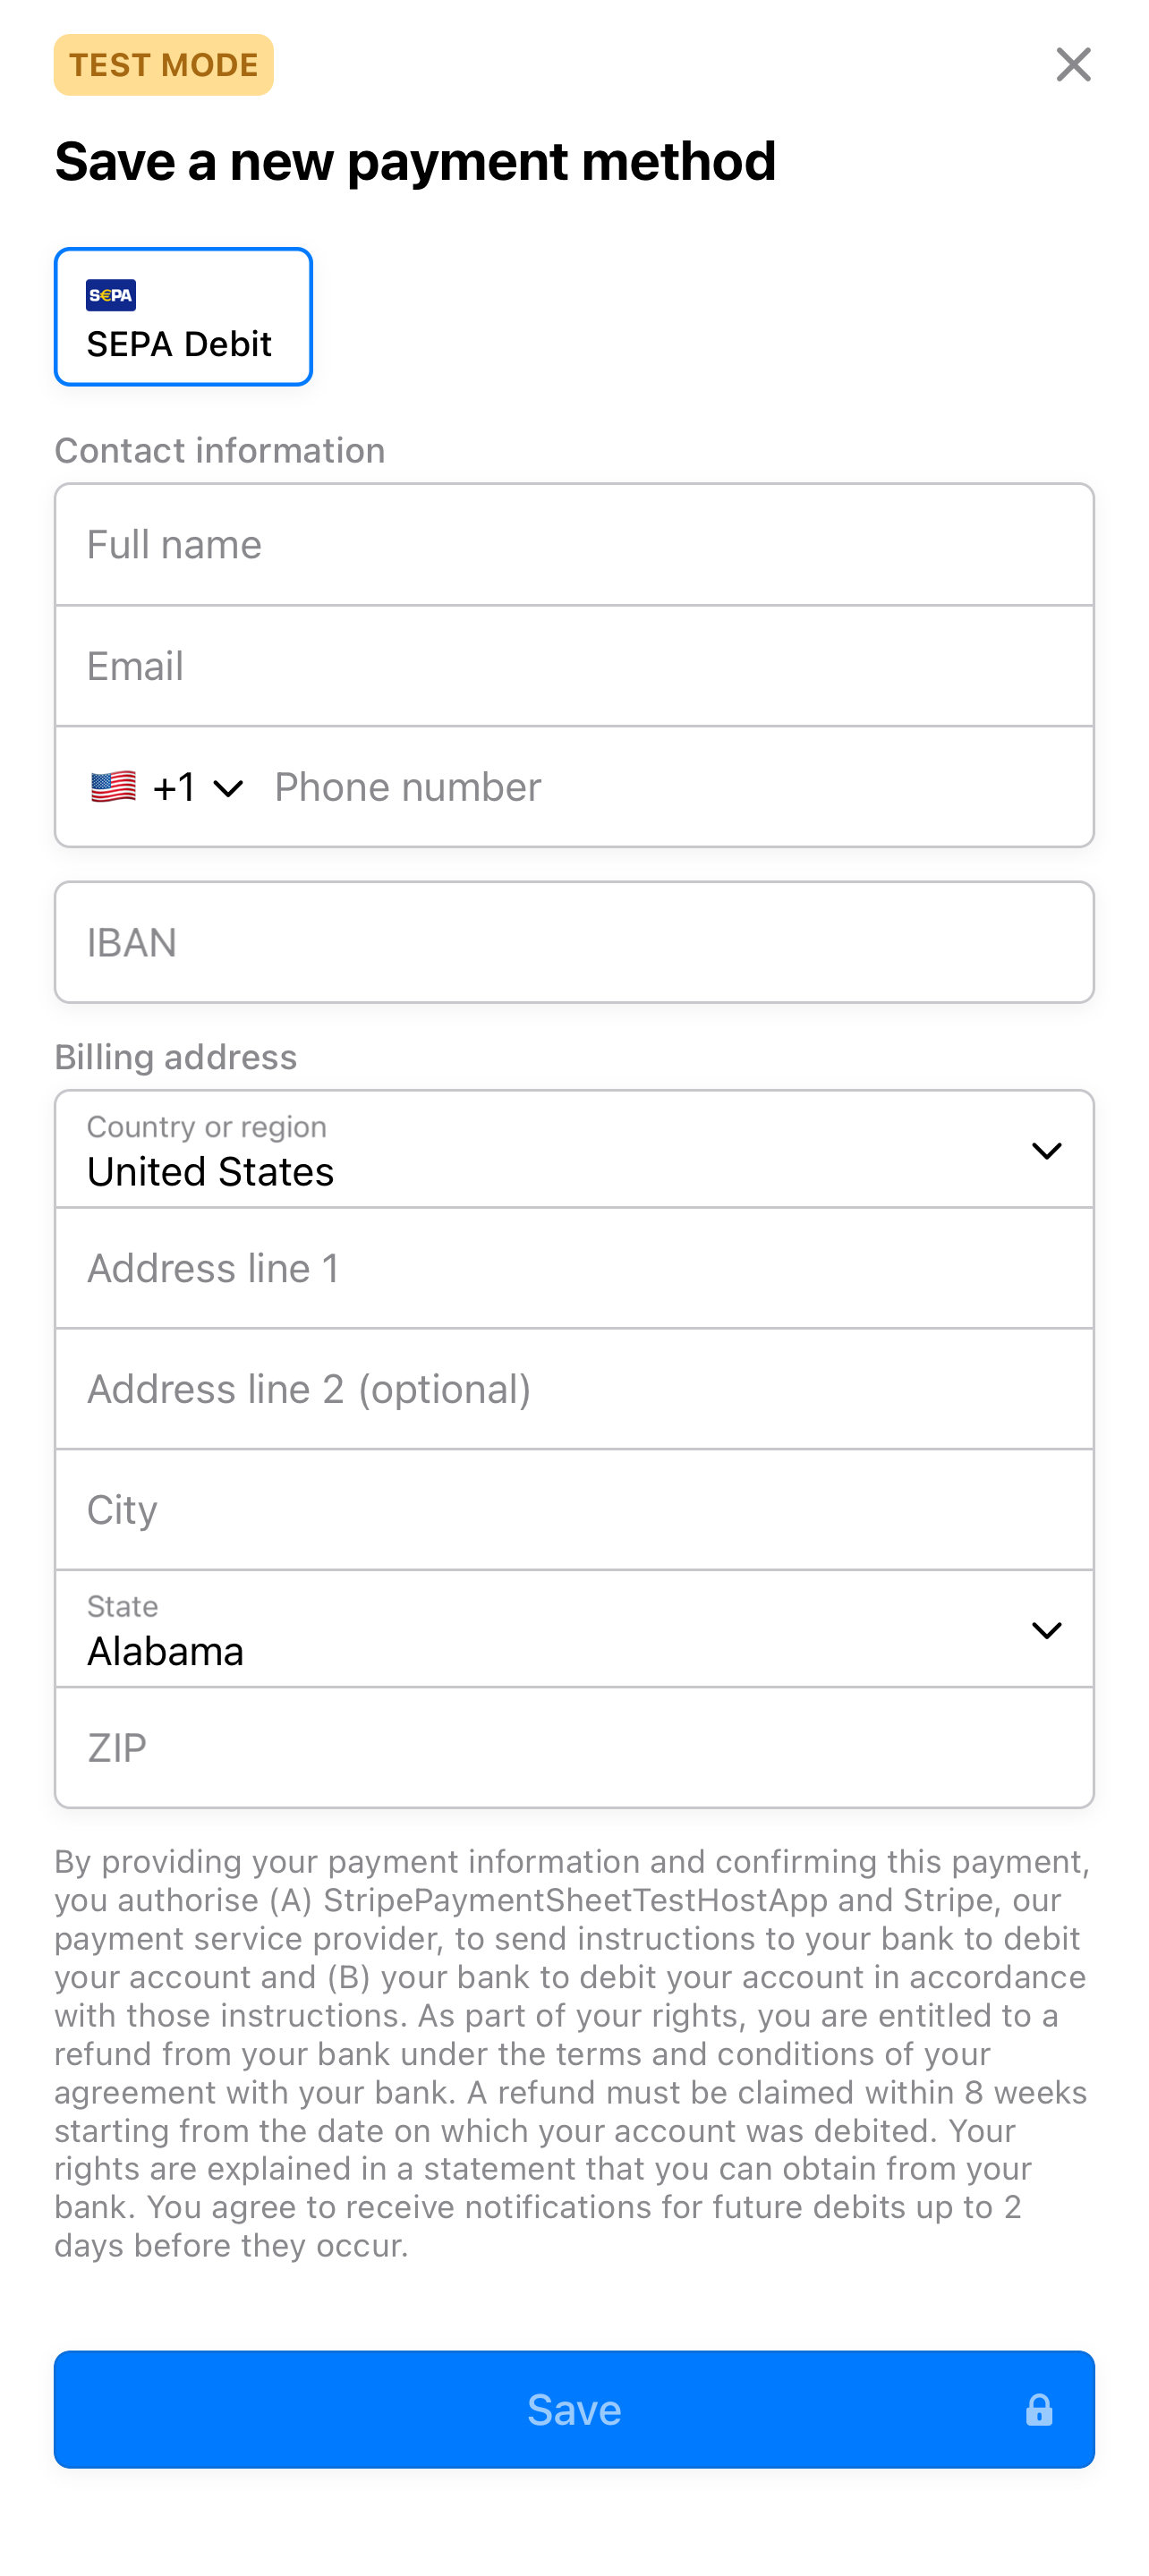 TEST MODE
Save a new payment method
S€PA
SEPA Debit
Contact information
Full name
Email
+1 Phone number
IBAN
Billing address
Country or region
United States
Address line 1
Address line 2 (optional)
City
State
Alabama
ZIP
By providing your payment information and confirming this payment,
you authorise (A) StripePaymentSheetTestHostApp and Stripe, our
payment service provider, to send instructions to your bank to debit
your account and (B) your bank to debit your account in accordance
with those instructions. As part of your rights, you are entitled to a
refund from your bank under the terms and conditions of your
agreement with your bank. A refund must be claimed within 8 weeks
starting from the date on which your account was debited. Your
rights are explained in a statement that you can obtain from your
bank. You agree to receive notifications for future debits up to 2
days before they occur.
Save